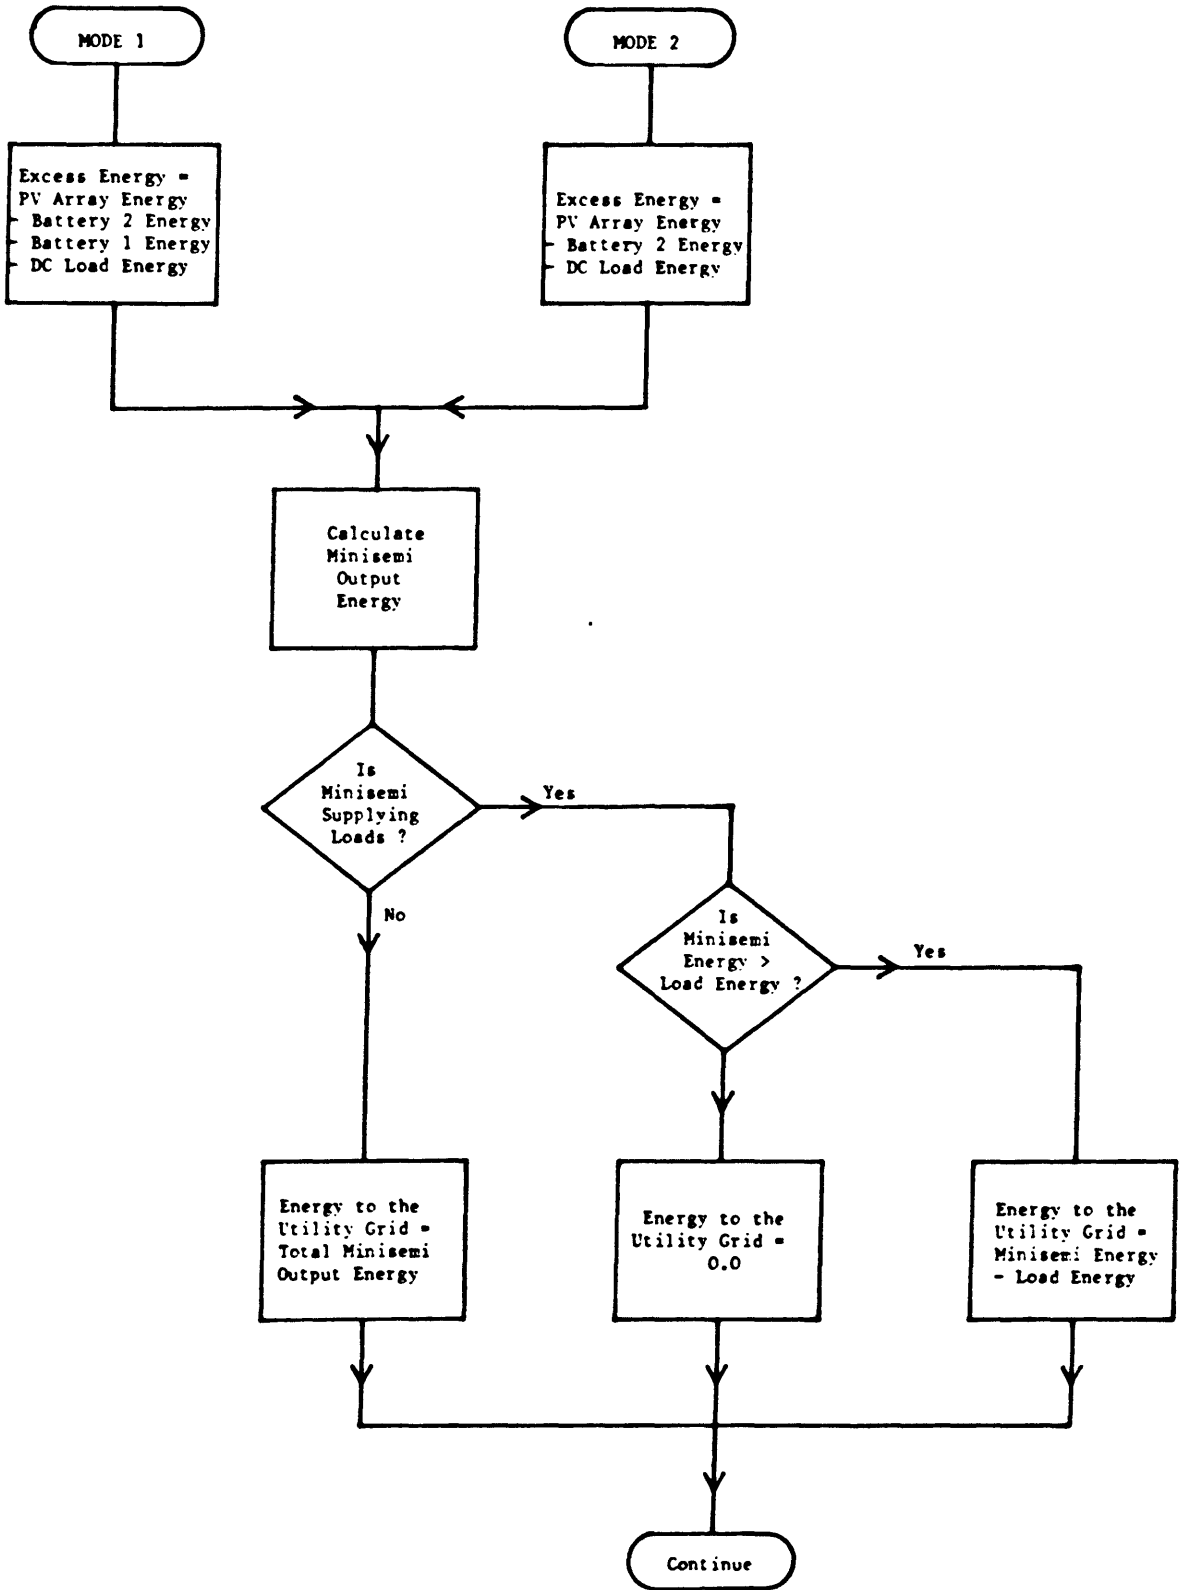 MODE 1
MODE 2
Excess Energy =
PV Array Energy
- Battery 2 Energy
- Battery 1 Energy
- DC Load Energy
Excess Energy =
PV Array Energy
- Battery 2 Energy
- DC Load Energy
Calculate
Minisemi
Output
Energy
Is
Minisemi
Supplying
Loads ?
Yes
No
Is
Minisemi
Energy >
Load Energy ?
Yes
Energy to the
Utility Grid =
Total Minisemi
Output Energy
Energy to the
Utility Grid =
0.0
Energy to the
Utility Grid =
Minisemi Energy
- Load Energy
Continue